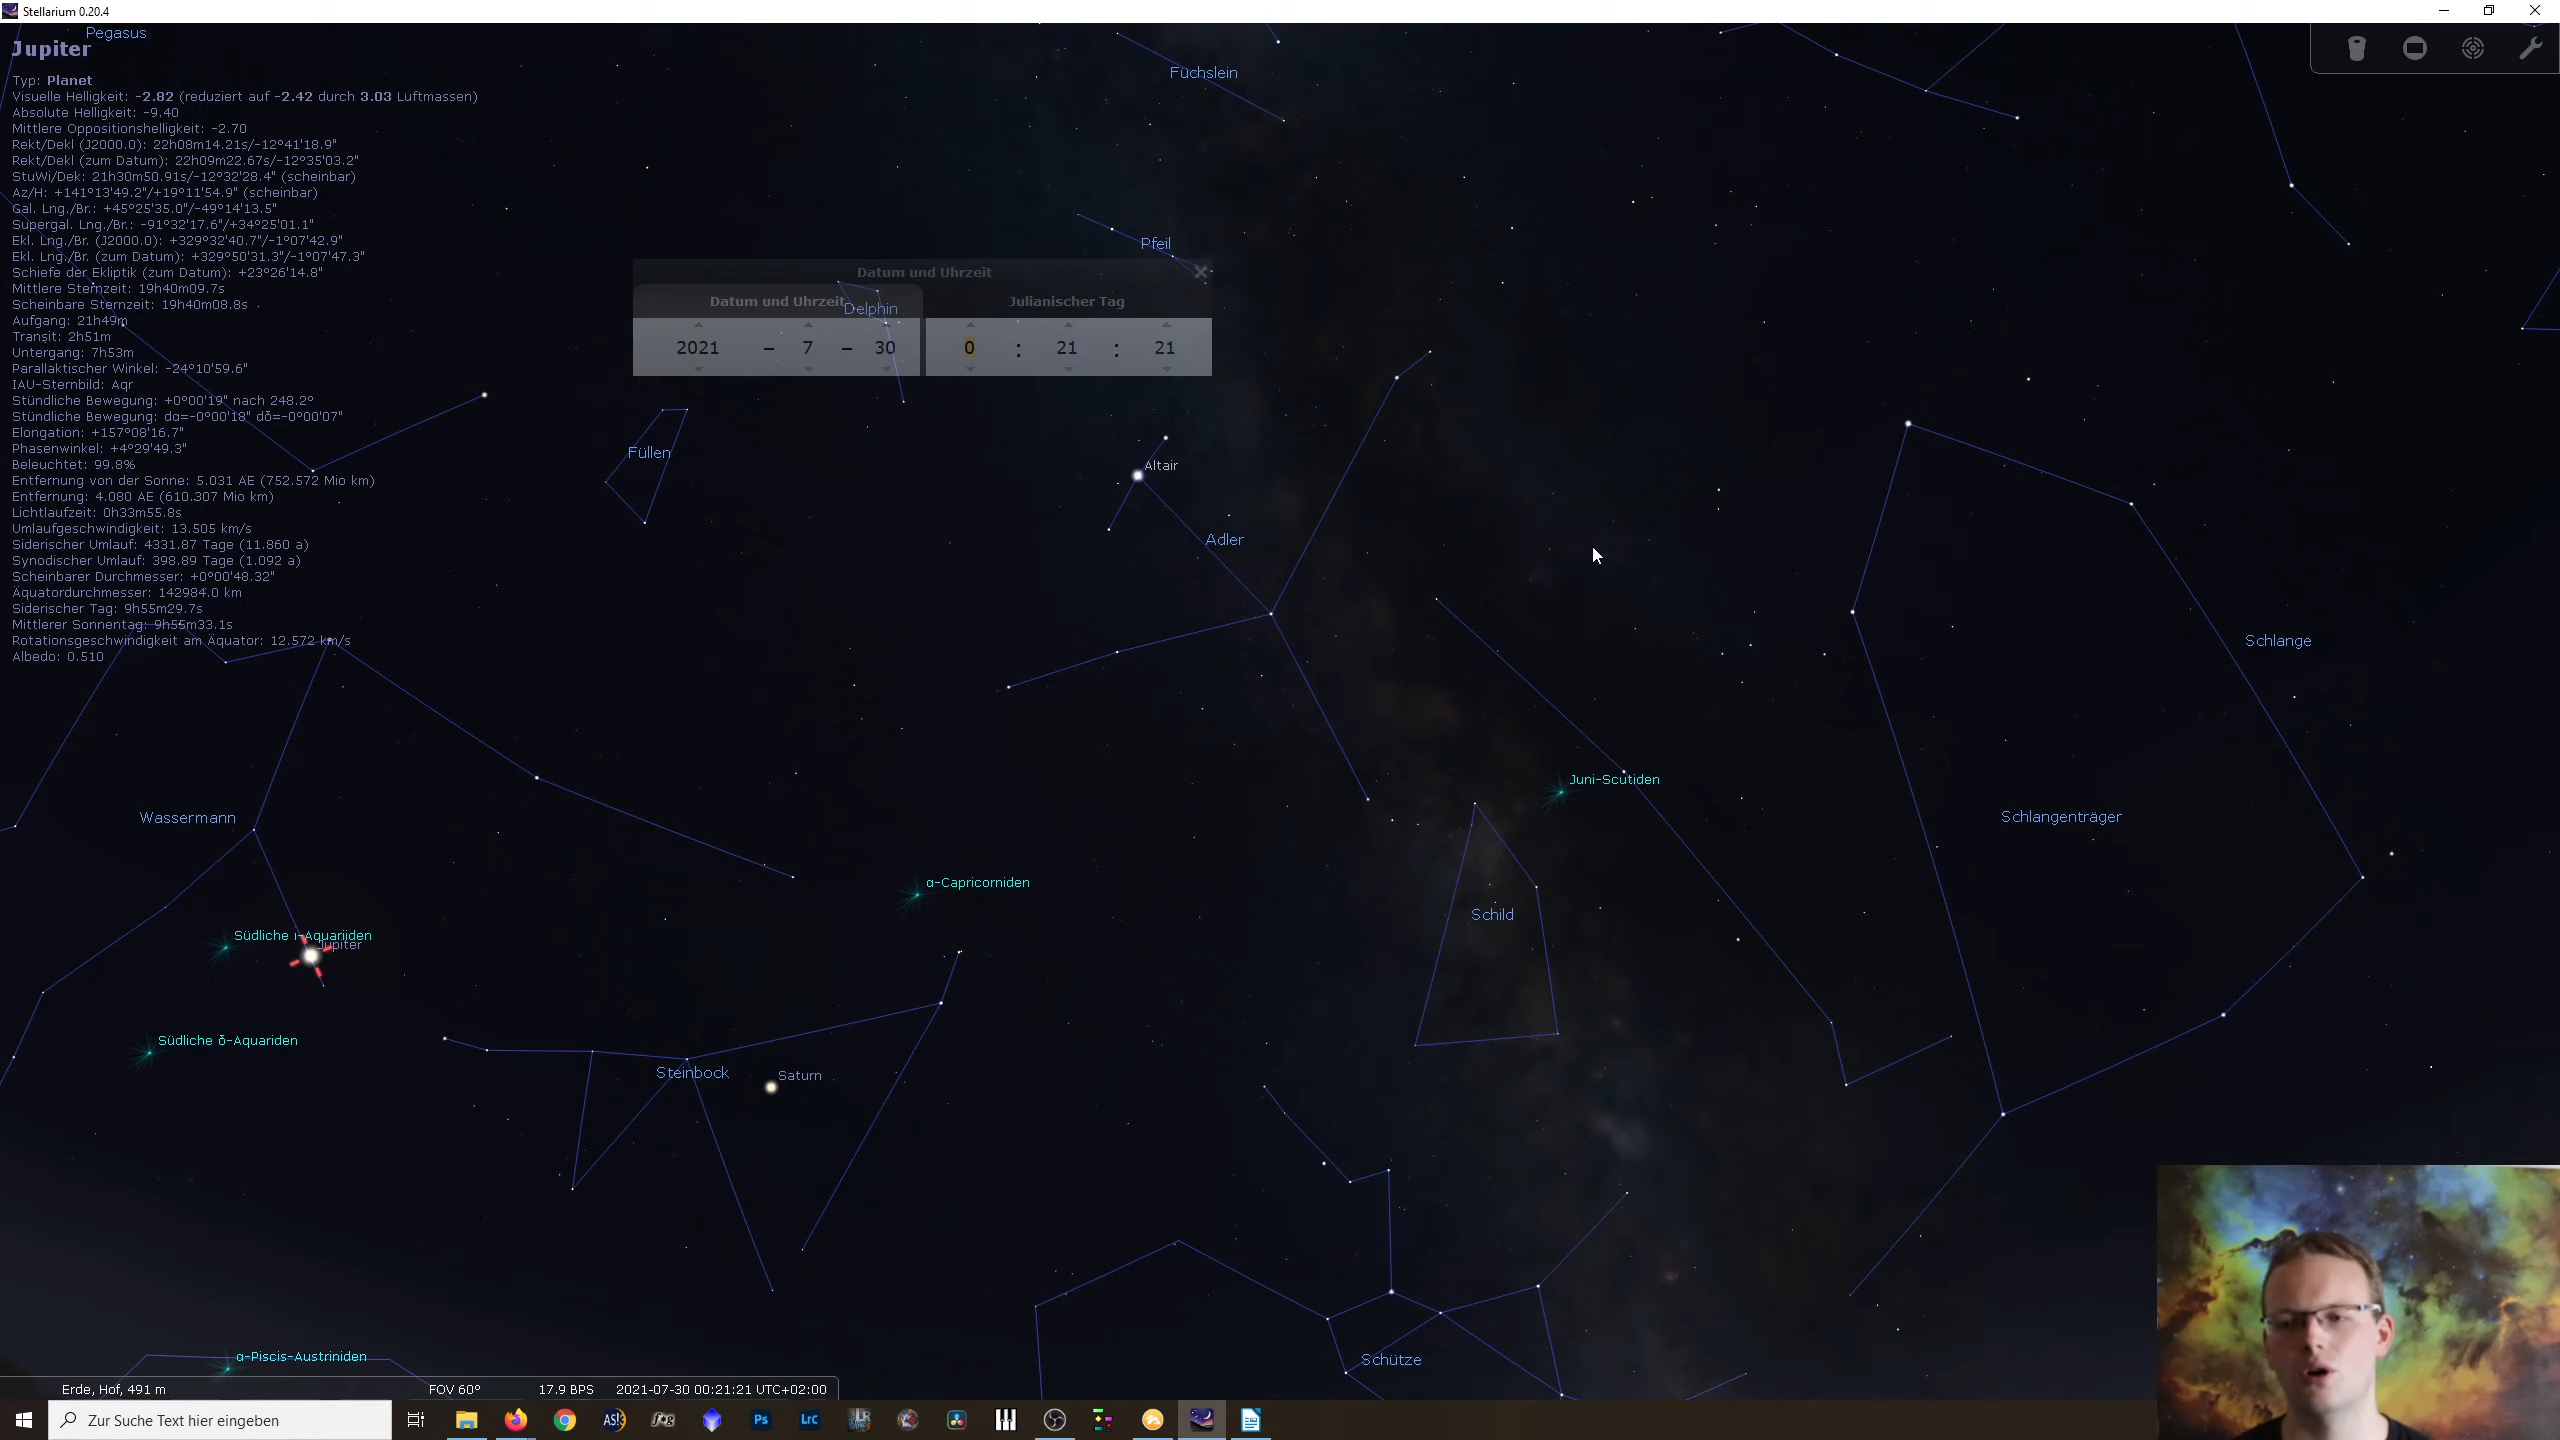 Stellarium 0.20.4
Pegasus
Jupiter
Typ: Planet
Visuelle Helligkeit: -2.82 (reduziert auf -2.42 durch 3.03 Luftmassen)
Absolute Helligkeit: -9.40
Mittlere Oppositionshelligkeit: -2.70
Rekt/Dekl (J2000.0): 22h08m14.21s/-12°41'18.9"
Rekt/Dekl (zum Datum): 22h09m22.67s/-12°35'03.2"
StuWi/Dek: 21h30m50.91s/-12°32'28.4" (scheinbar)
Az/H: +141°13'49.2"/+19°11'54.9" (scheinbar)
Gal. Lng./Br.: +45°25'35.0"/-49°14'13.5"
Supergal. Lng./Br.: -91°32'17.6"/+34°25'01.1"
Ekl. Lng./Br. (J2000.0): +329°32'40.7"/-1°07'42.9"
Ekl. Lng./Br. (zum Datum): +329°50'31.3"/-1°07'47.3"
Schiefe der Ekliptik (zum Datum): +23°26'14.8"
Mittlere Sternzeit: 19h40m09.7s
Scheinbare Sternzeit: 19h40m08.8s
Aufgang: 21h49m
Transit: 2h51m
Untergang: 7h53m
Parallaktischer Winkel: -24°10'59.6"
IAU-Sternbild: Aqr
Stündliche Bewegung: +0°00'19" nach 248.2°
Stündliche Bewegung: dα=-0°00'18" dδ=-0°00'07"
Elongation: +157°08'16.7"
Phasenwinkel: +4°29'49.3"
Beleuchtet: 99.8%
Entfernung von der Sonne: 5.031 AE (752.572 Mio km)
Entfernung: 4.080 AE (610.307 Mio km)
Lichtlaufzeit: 0h33m55.8s
Umlaufgeschwindigkeit: 13.505 km/s
Siderischer Umlauf: 4331.87 Tage (11.860 a)
Synodischer Umlauf: 398.89 Tage (1.092 a)
Scheinbarer Durchmesser: +0°00'48.32"
Äquatordurchmesser: 142984.0 km
Siderischer Tag: 9h55m29.7s
Mittlerer Sonnentag: 9h55m33.1s
Rotationsgeschwindigkeit am Äquator: 12.572 km/s
Albedo: 0.510
Füchslein
Pfeil
Datum und Uhrzeit
Datum und Uhrzeit
Julianischer Tag
Delphin
2021 - 7 - 30 0 : 21 : 21
Füllen
Altair
Adler
Schlange
Juni-Scutiden
Wassermann
Schlangenträger
α-Capricorniden
Schild
Südliche ι-Aquariiden
Jupiter
Südliche δ-Aquariden
Steinbock
Saturn
α-Piscis-Austriniden
Schütze
Erde, Hof, 491 m FOV 60° 17.9 BPS 2021-07-30 00:21:21 UTC+02:00
Zur Suche Text hier eingeben
AS!
Ps
Lrc